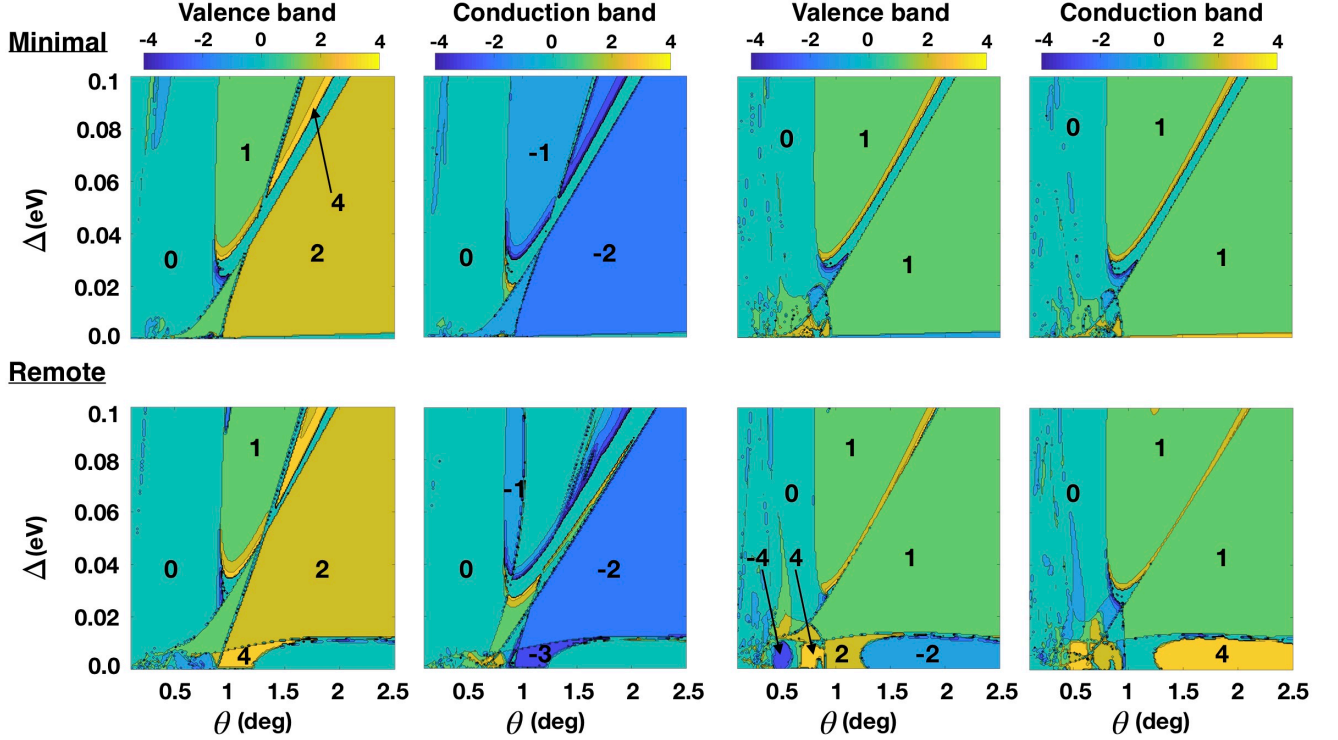 Valence band Conduction band Valence band Conduction band
Minimal
-4 -2 0 2 4 -4 -2 0 2 4 -4 -2 0 2 4 -4 -2 0 2 4
0.1
0.08
0.06
0.04
0.02
0.0
Δ(eV)
0 1 4 2
0 -1 -2
0 1 1
0 1 1
Remote
0.1
0.08
0.06
0.04
0.02
0.0
Δ(eV)
0 1 2 4
0 -1 -2 -3
0 1 1 -4 4 2 -2
0 1 1 4
0.5 1 1.5 2 2.5 0.5 1 1.5 2 2.5 0.5 1 1.5 2 2.5 0.5 1 1.5 2 2.5
θ (deg) θ (deg) θ (deg) θ (deg)